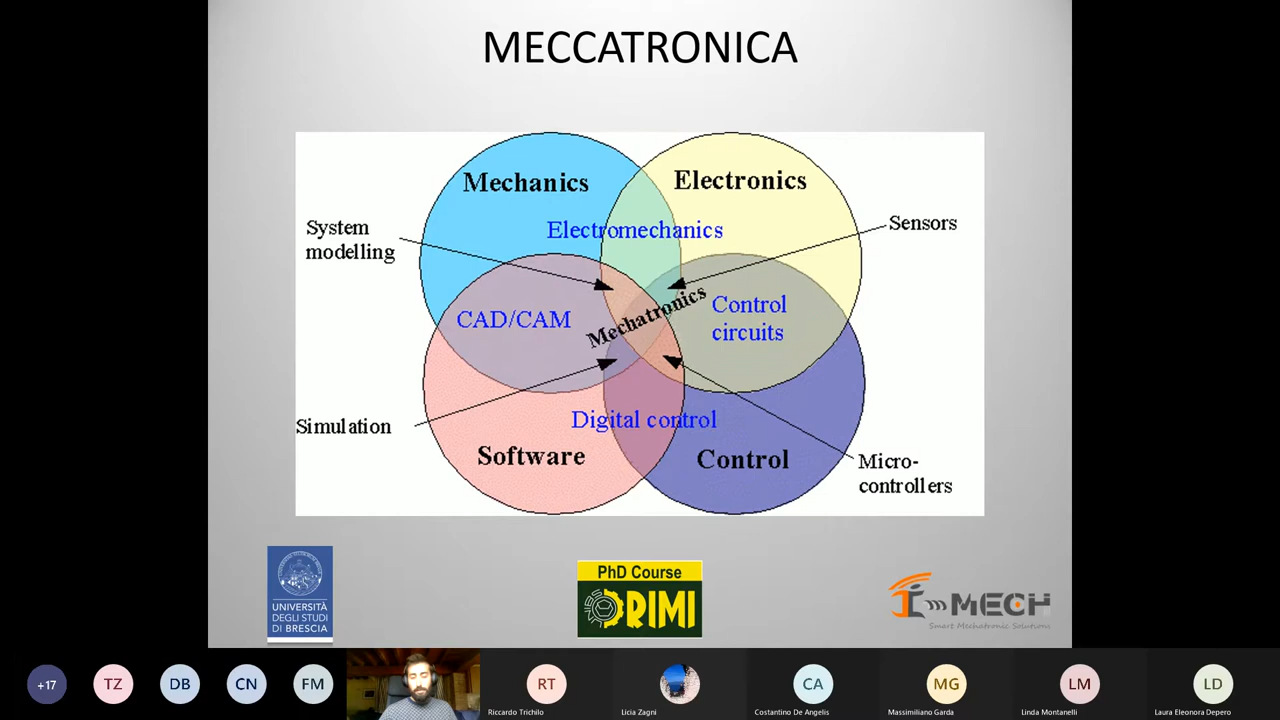 MECCATRONICA
Mechanics
Electronics
System
modelling
Electromechanics
Sensors
CAD/CAM
Mechatronics
Control
circuits
Simulation
Digital control
Software
Control
Micro-
controllers
UNIVERSITÀ
DEGLI STUDI
DI BRESCIA
PhD Course
DRIMI
I MECH
Smart Mechatronic Solutions
+17
TZ
DB
CN
FM
RT
Riccardo Trichilo
Licia Zagni
CA
Costantino De Angelis
MG
Massimiliano Garda
LM
Linda Montanelli
LD
Laura Eleonora Depero